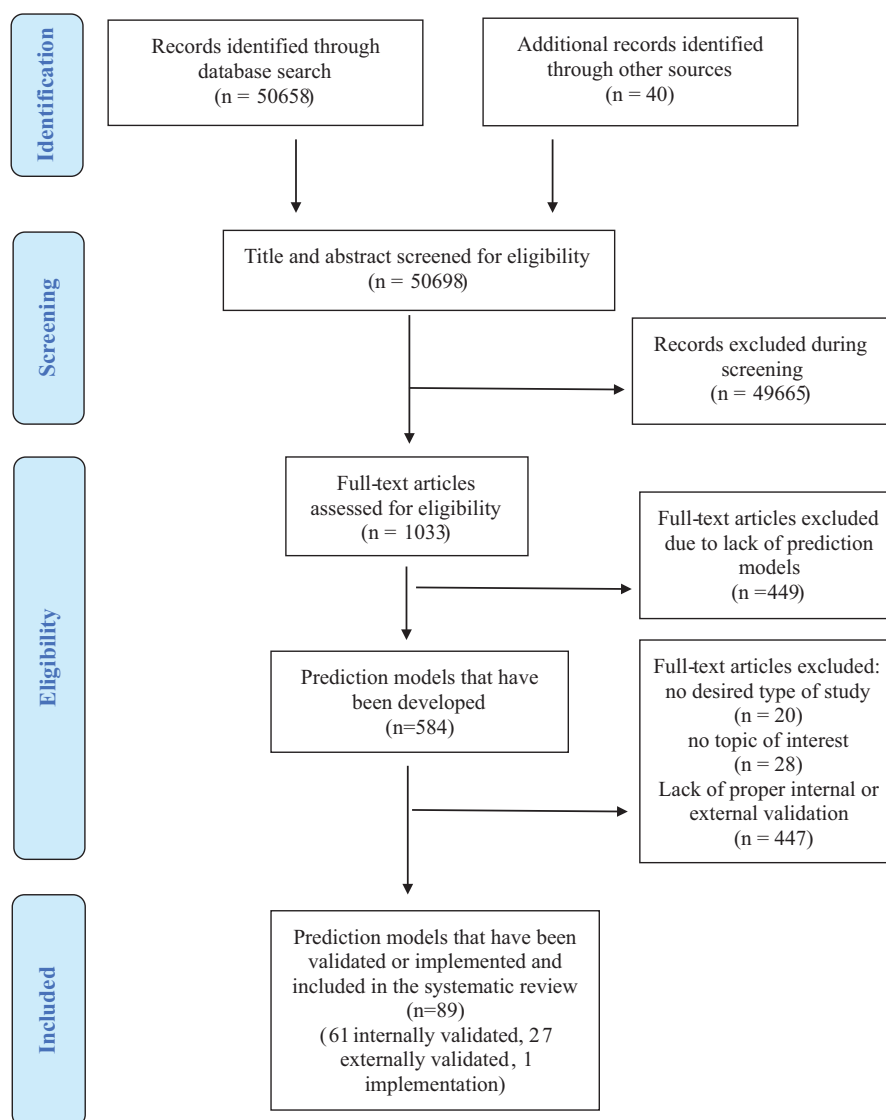 Identification
Records identified through
database search
(n = 50658)
Additional records identified
through other sources
(n = 40)
Screening
Title and abstract screened for eligibility
(n = 50698)
Records excluded during
screening
(n = 49665)
Eligibility
Full-text articles
assessed for eligibility
(n = 1033)
Full-text articles excluded
due to lack of prediction
models
(n =449)
Prediction models that have
been developed
(n=584)
Full-text articles excluded:
no desired type of study
(n = 20)
no topic of interest
(n = 28)
Lack of proper internal or
external validation
(n = 447)
Included
Prediction models that have been
validated or implemented and
included in the systematic review
(n=89)
(61 internally validated, 27
externally validated, 1
implementation)